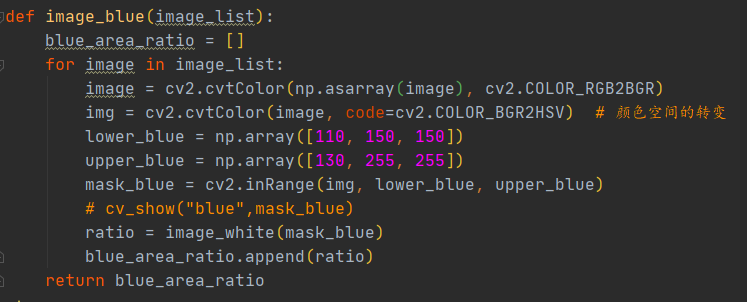 def image_blue(image_list):
    blue_area_ratio = []
    for image in image_list:
        image = cv2.cvtColor(np.asarray(image), cv2.COLOR_RGB2BGR)
        img = cv2.cvtColor(image, code=cv2.COLOR_BGR2HSV)  # 颜色空间的转变
        lower_blue = np.array([110, 150, 150])
        upper_blue = np.array([130, 255, 255])
        mask_blue = cv2.inRange(img, lower_blue, upper_blue)
        # cv_show("blue",mask_blue)
        ratio = image_white(mask_blue)
        blue_area_ratio.append(ratio)
    return blue_area_ratio